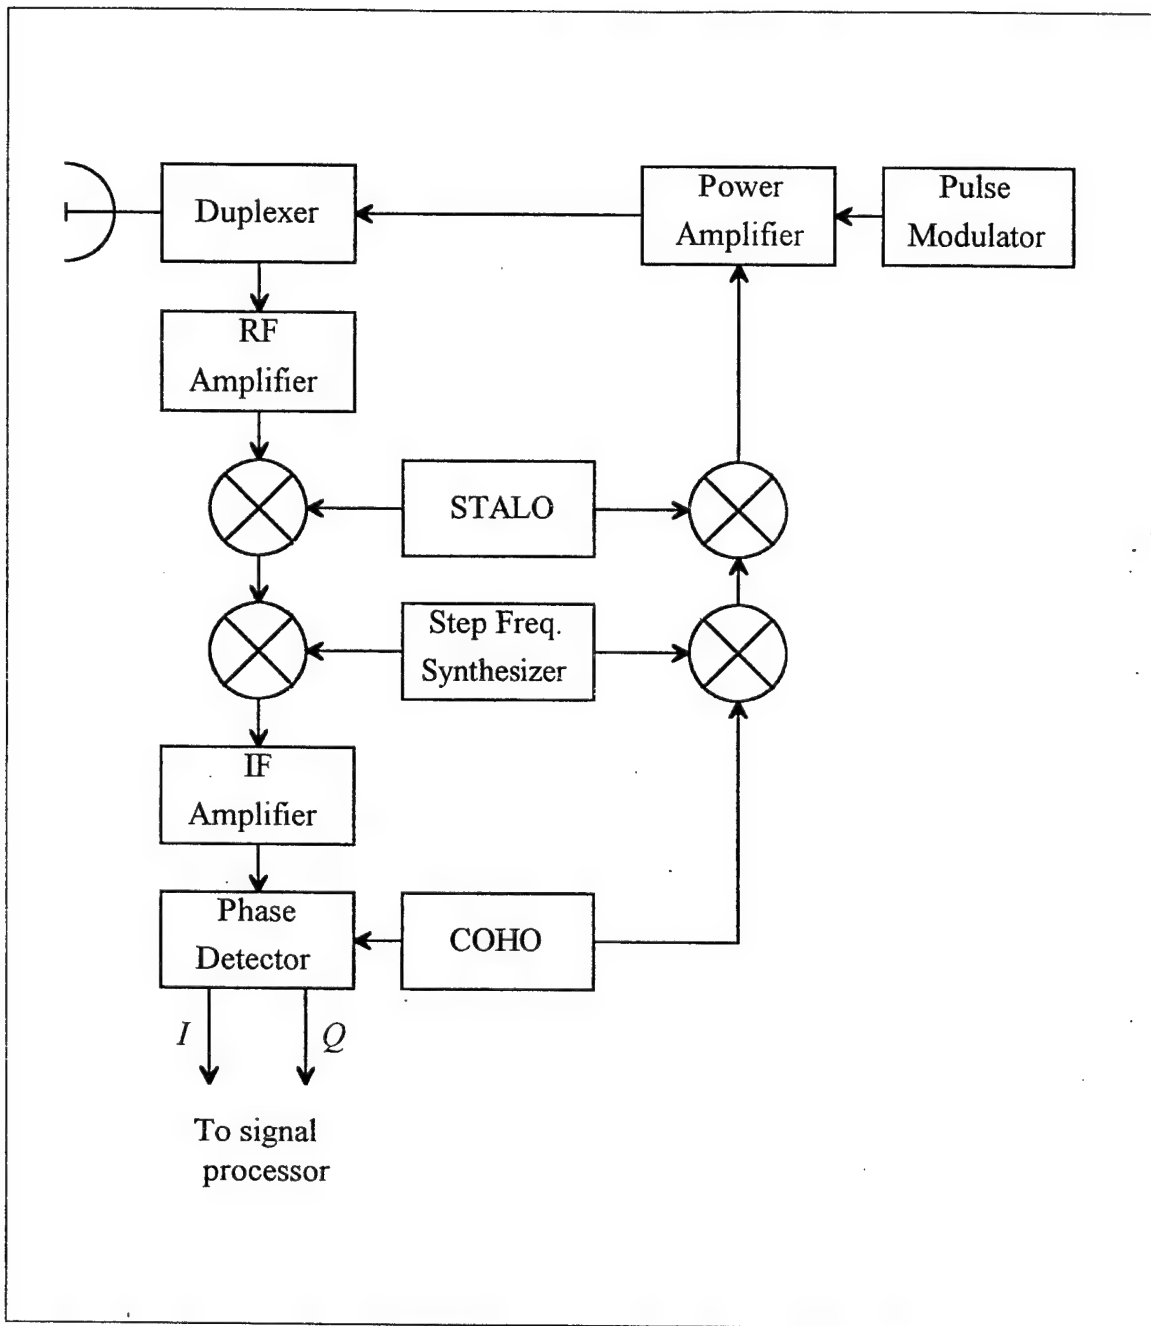 Duplexer
Power
Amplifier
Pulse
Modulator
RF
Amplifier
STALO
Step Freq.
Synthesizer
IF
Amplifier
Phase
Detector
COHO
I
Q
To signal
processor